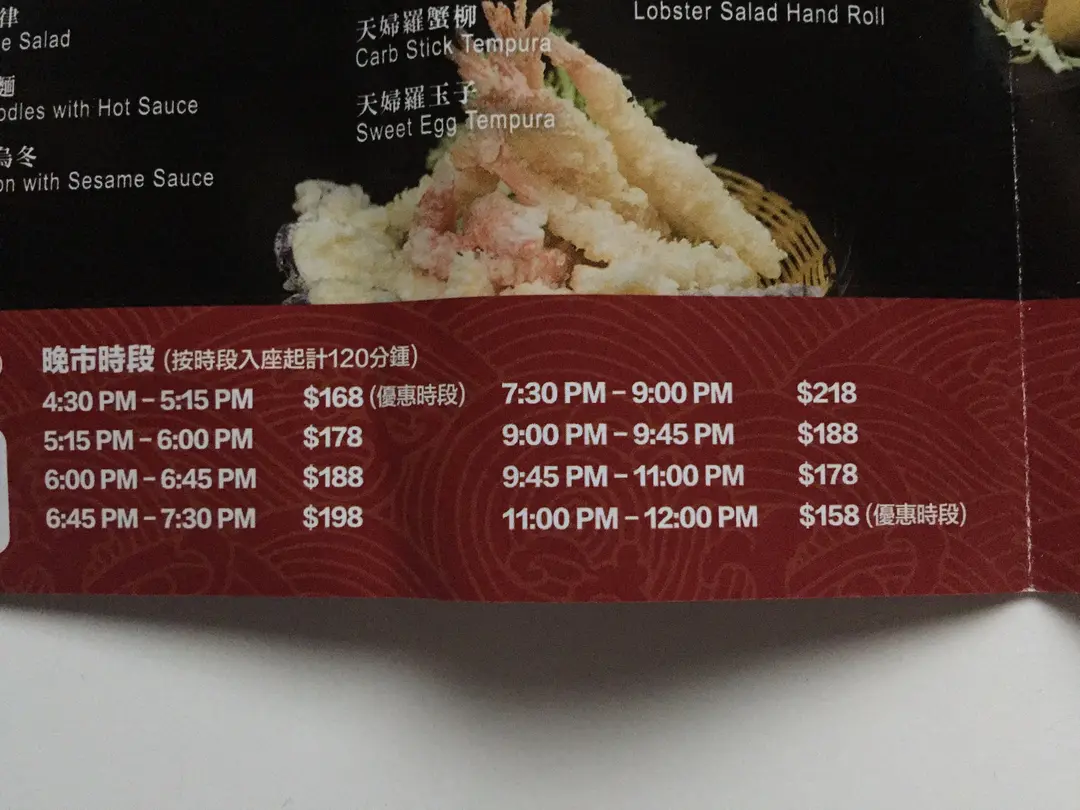 律
e Salad
麵
odles with Hot Sauce
烏冬
on with Sesame Sauce
天婦羅蟹柳
Carb Stick Tempura
天婦羅玉子
Sweet Egg Tempura
Lobster Salad Hand Roll
)
晚市時段 (按時段入座起計120分鍾)
4:30 PM – 5:15 PM $168 (優惠時段)
5:15 PM – 6:00 PM $178
6:00 PM – 6:45 PM $188
6:45 PM – 7:30 PM $198
7:30 PM – 9:00 PM $218
9:00 PM – 9:45 PM $188
9:45 PM – 11:00 PM $178
11:00 PM – 12:00 PM $158 (優惠時段)